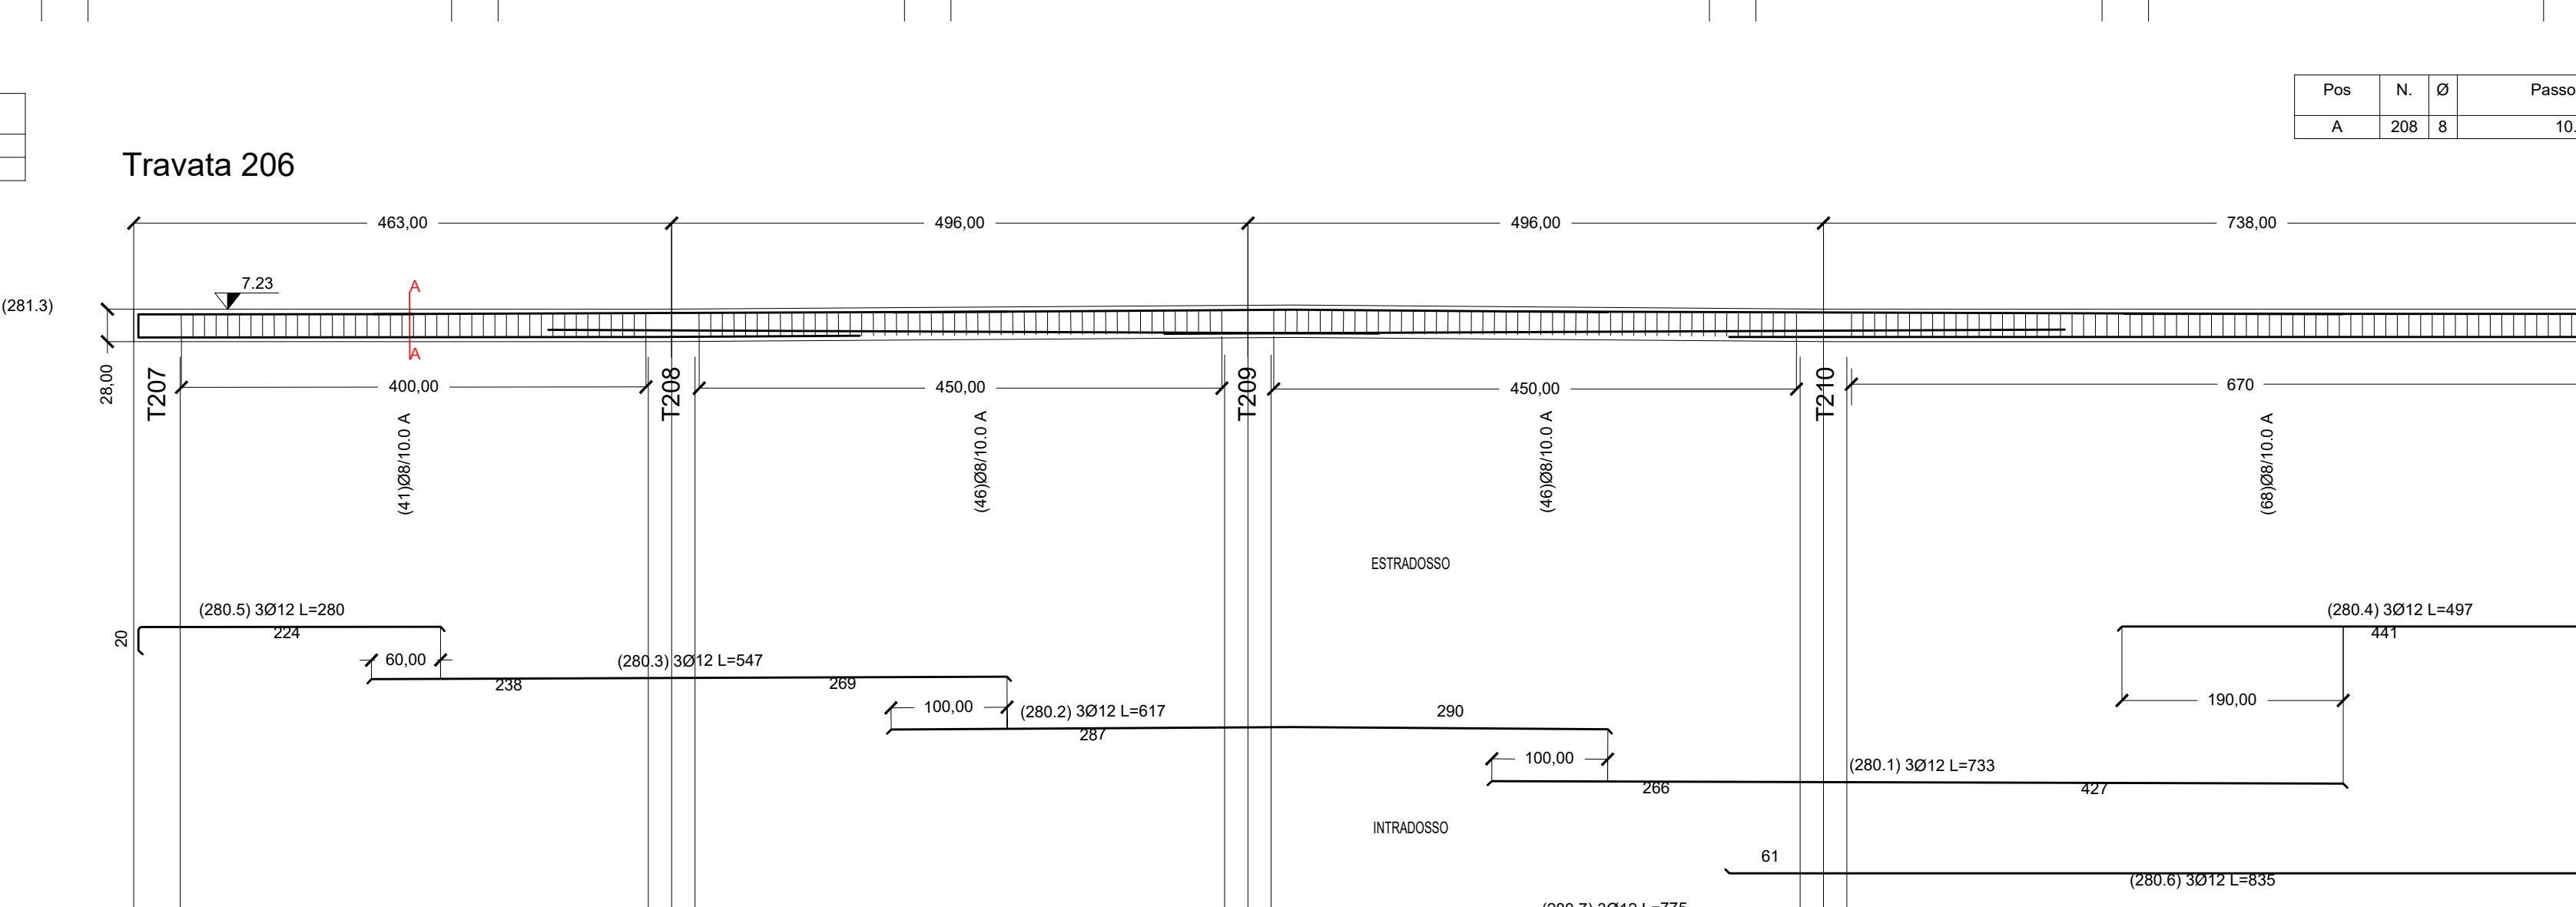 Pos N. Ø Passo
A 208 8 10.
Travata 206
463,00 496,00 496,00 738,00
7.23
A
(281.3)
A
28,00
T207 T208 T209 T210
400,00 450,00 450,00 670
(41)Ø8/10.0 A (46)Ø8/10.0 A (46)Ø8/10.0 A (68)Ø8/10.0 A
ESTRADOSSO
(280.5) 3Ø12 L=280
224
20
(280.4) 3Ø12 L=497
441
60,00
(280.3) 3Ø12 L=547
238 269
190,00
100,00
(280.2) 3Ø12 L=617
290
287
100,00
(280.1) 3Ø12 L=733
266 427
INTRADOSSO
61
(280.6) 3Ø12 L=835